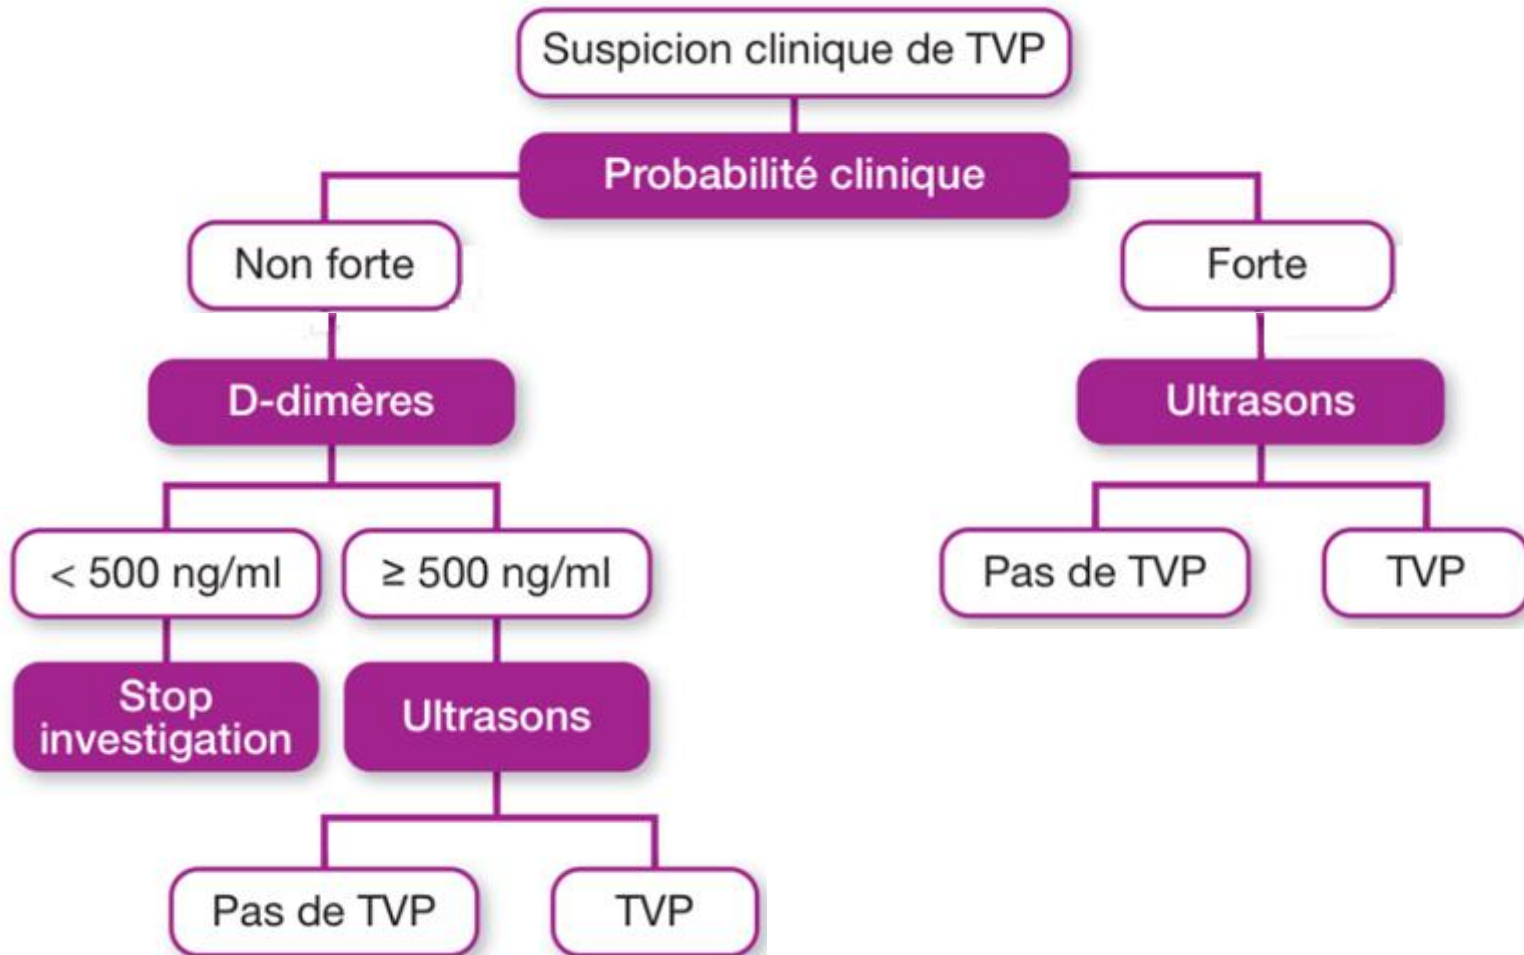 Suspicion clinique de TVP
Probabilité clinique
Non forte
Forte
D-dimères
Ultrasons
< 500 ng/ml
≥ 500 ng/ml
Pas de TVP
TVP
Stop
investigation
Ultrasons
Pas de TVP
TVP